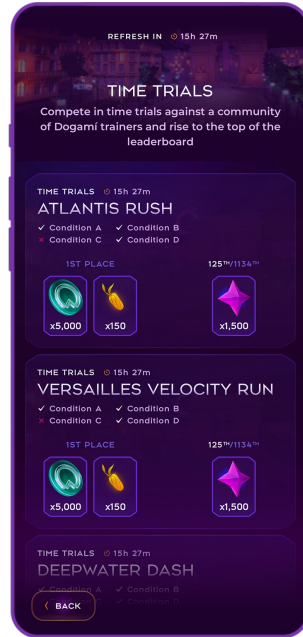 REFRESH IN 15h 27m
TIME TRIALS
Compete in time trials against a community
of Dogamí trainers and rise to the top of the
leaderboard
TIME TRIALS 15h 27m
ATLANTIS RUSH
Condition A Condition B
Condition C Condition D
1ST PLACE 125TH/1134TH
x5,000 x150 x1,500
TIME TRIALS 15h 27m
VERSAILLES VELOCITY RUN
Condition A Condition B
Condition C Condition D
1ST PLACE 125TH/1134TH
x5,000 x150 x1,500
TIME TRIALS 15h 27m
DEEPWATER DASH
Condition A Condition B
Condition D
BACK